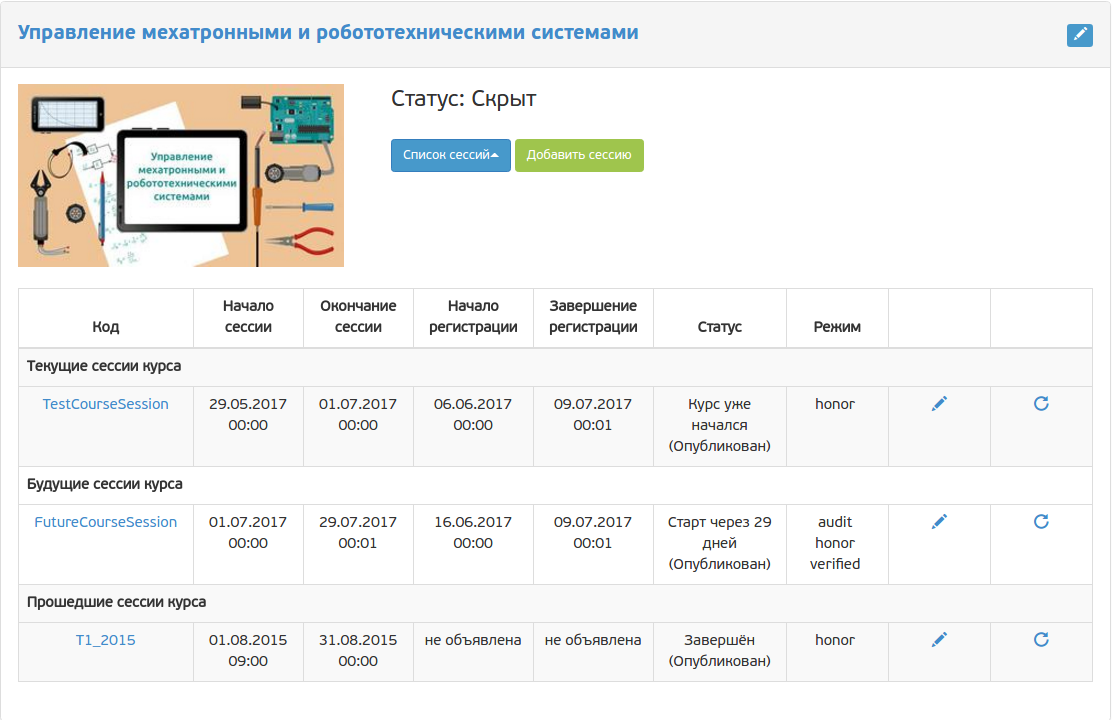 Управление мехатронными и робототехническими системами
Управление
мехатронными и
робототехническими
системами
Статус: Скрыт
Список сессий
Добавить сессию
Код
Начало
сессии
Окончание
сессии
Начало
регистрации
Завершение
регистрации
Статус
Режим
Текущие сессии курса
TestCourseSession
29.05.2017
00:00
01.07.2017
00:00
06.06.2017
00:00
09.07.2017
00:01
Курс уже
начался
(Опубликован)
honor
Будущие сессии курса
FutureCourseSession
01.07.2017
00:00
29.07.2017
00:01
16.06.2017
00:00
09.07.2017
00:01
Старт через 29
дней
(Опубликован)
audit
honor
verified
Прошедшие сессии курса
T1_2015
01.08.2015
09:00
31.08.2015
00:00
не объявлена
не объявлена
Завершён
(Опубликован)
honor